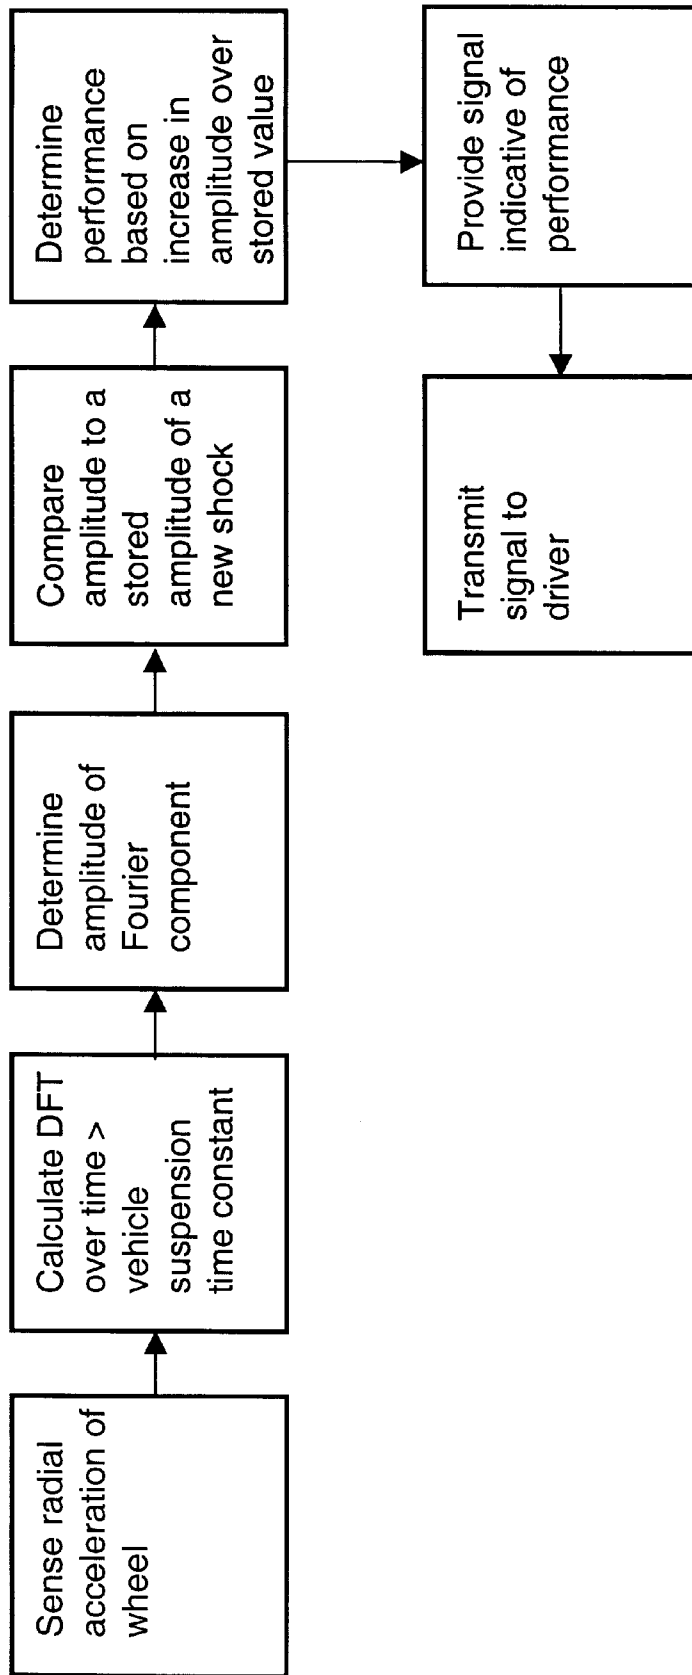 Sense radial
acceleration of
wheel
Calculate DFT
over time >
vehicle
suspension
time constant
Determine
amplitude of
Fourier
component
Compare
amplitude to a
stored
amplitude of a
new shock
Determine
performance
based on
increase in
amplitude over
stored value
Provide signal
indicative of
performance
Transmit
signal to
driver